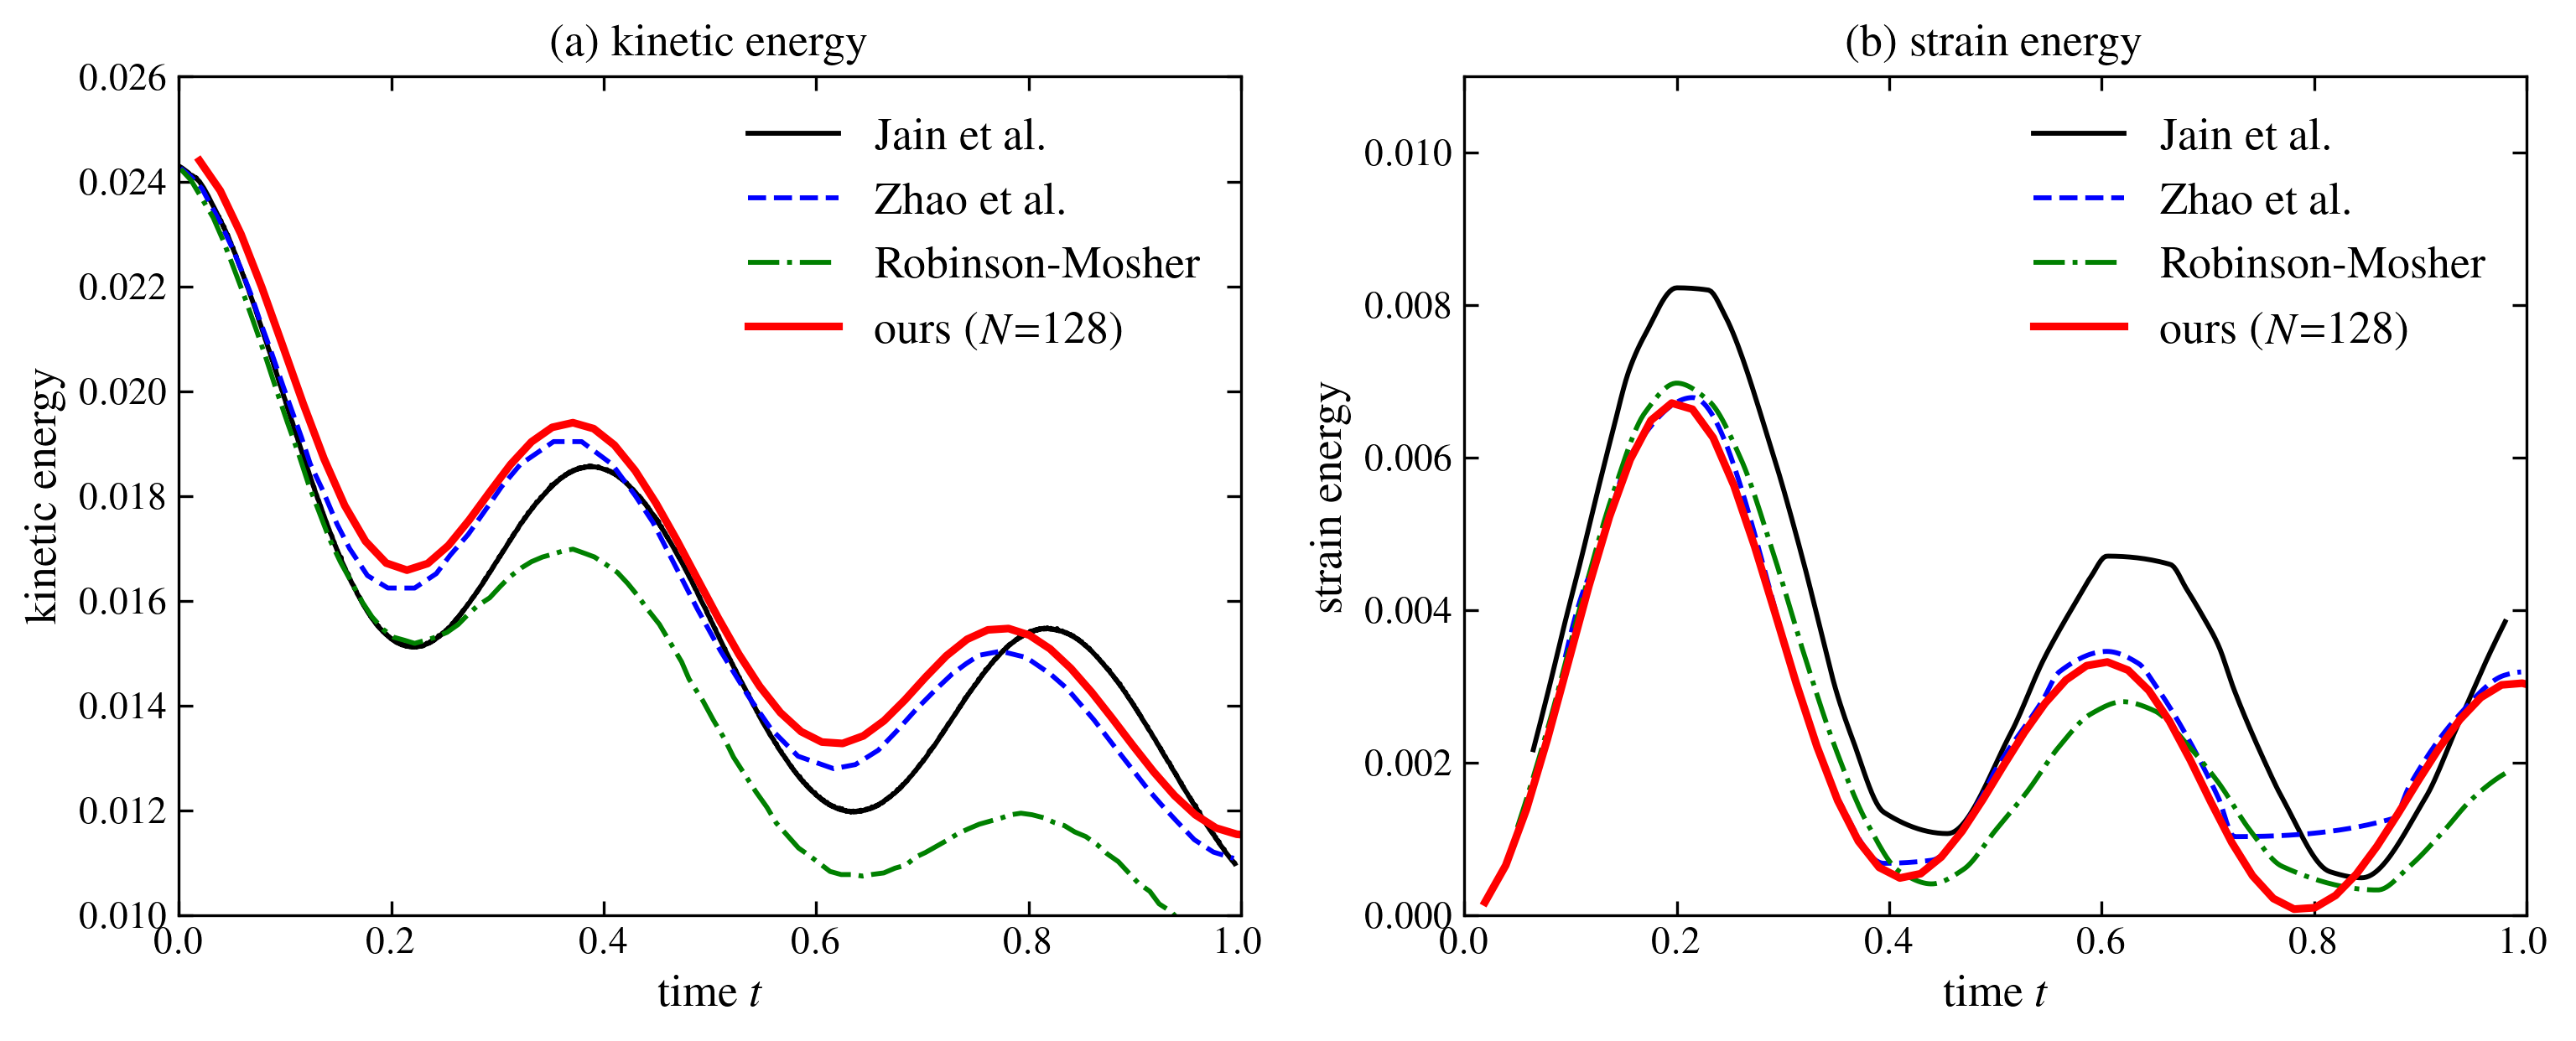 (a) kinetic energy
kinetic energy
0.026
0.024
0.022
0.020
0.018
0.016
0.014
0.012
0.010
Jain et al.
Zhao et al.
Robinson-Mosher
ours (N=128)
0.0 0.2 0.4 0.6 0.8 1.0
time t
(b) strain energy
strain energy
0.010
0.008
0.006
0.004
0.002
0.000
Jain et al.
Zhao et al.
Robinson-Mosher
ours (N=128)
0.0 0.2 0.4 0.6 0.8 1.0
time t